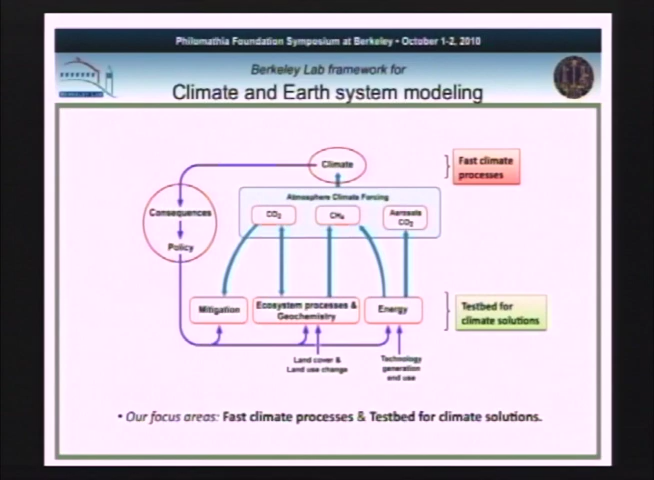 Philomathia Foundation Symposium at Berkeley • October 1-2, 2010
Berkeley Lab framework for
Climate and Earth system modeling
BERKELEY LAB
Climate
Fast climate
processes
Atmosphere Climate Forcing
Consequences
CO₂
CH₄
Aerosols
CO₂
Policy
Mitigation
Ecosystem processes &
Geochemistry
Energy
Testbed for
climate solutions
Land cover &
Land use change
Technology
generation
end use
• Our focus areas: Fast climate processes & Testbed for climate solutions.